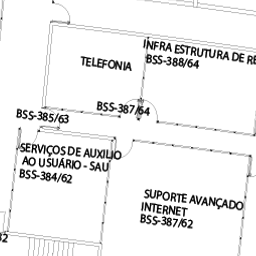 TELEFONIA
INFRA ESTRUTURA DE RE
BSS-388/64
BSS-387/64
BSS-385/63
SERVIÇOS DE AUXILIO
AO USUÁRIO - SAU
BSS-384/62
SUPORTE AVANÇADO
INTERNET
BSS-387/62
32